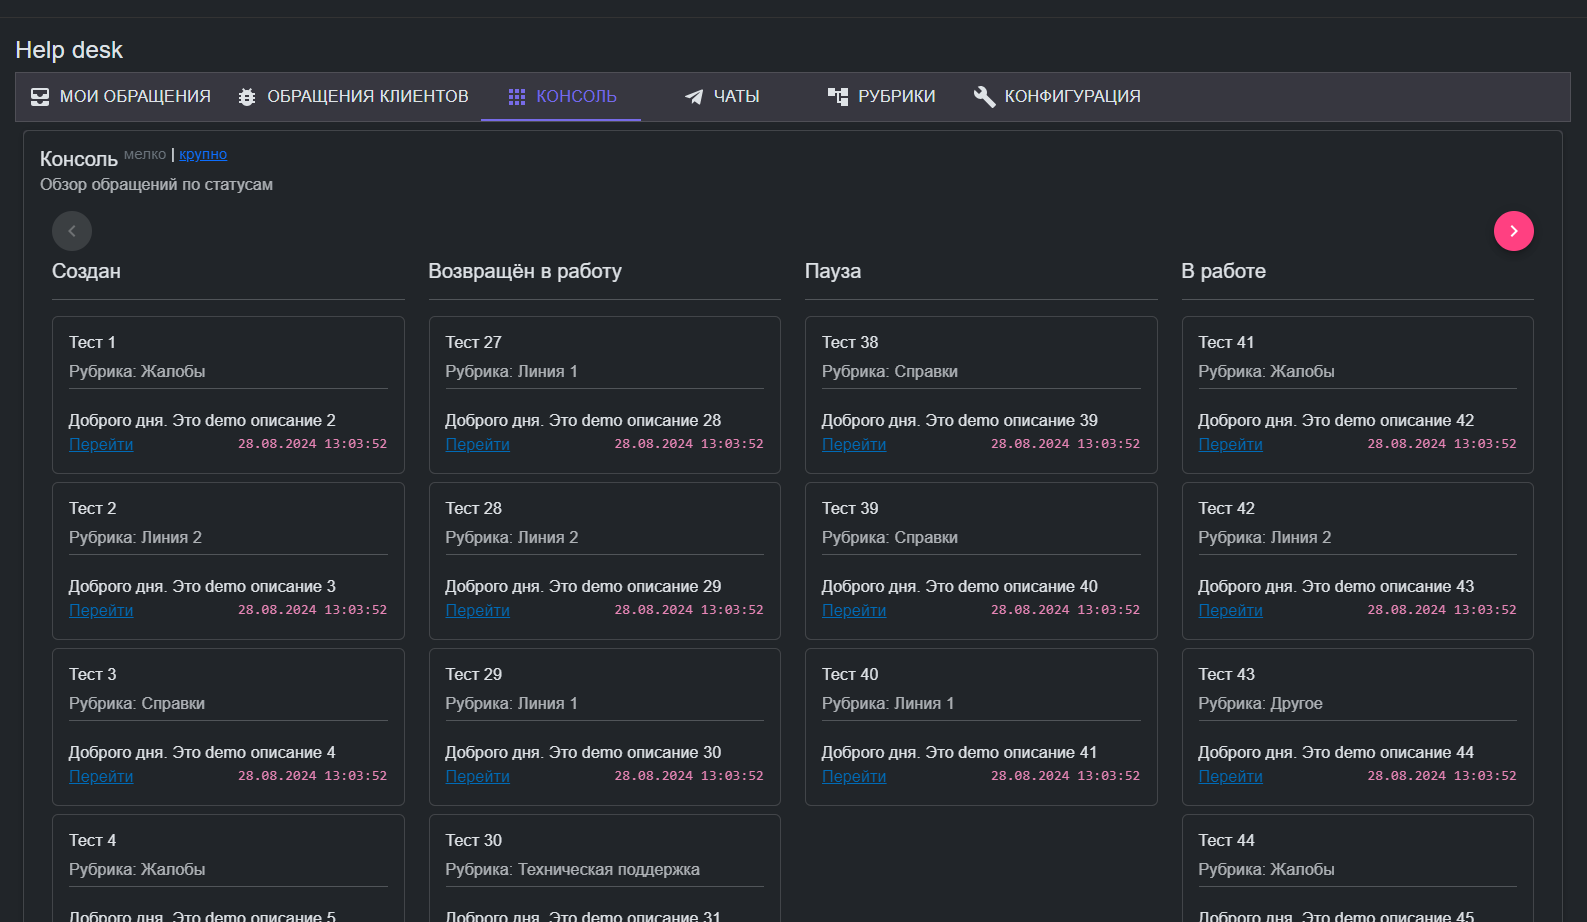 Help desk
МОИ ОБРАЩЕНИЯ
ОБРАЩЕНИЯ КЛИЕНТОВ
КОНСОЛЬ
ЧАТЫ
РУБРИКИ
КОНФИГУРАЦИЯ
Консоль мелко | крупно
Обзор обращений по статусам
Создан
Тест 1
Рубрика: Жалобы
Доброго дня. Это demo описание 2
Перейти 28.08.2024 13:03:52
Тест 2
Рубрика: Линия 2
Доброго дня. Это demo описание 3
Перейти 28.08.2024 13:03:52
Тест 3
Рубрика: Справки
Доброго дня. Это demo описание 4
Перейти 28.08.2024 13:03:52
Тест 4
Рубрика: Жалобы
Доброго дня. Это demo описание 5
Возвращён в работу
Тест 27
Рубрика: Линия 1
Доброго дня. Это demo описание 28
Перейти 28.08.2024 13:03:52
Тест 28
Рубрика: Линия 2
Доброго дня. Это demo описание 29
Перейти 28.08.2024 13:03:52
Тест 29
Рубрика: Линия 1
Доброго дня. Это demo описание 30
Перейти 28.08.2024 13:03:52
Тест 30
Рубрика: Техническая поддержка
Доброго дня. Это demo описание 31
Пауза
Тест 38
Рубрика: Справки
Доброго дня. Это demo описание 39
Перейти 28.08.2024 13:03:52
Тест 39
Рубрика: Справки
Доброго дня. Это demo описание 40
Перейти 28.08.2024 13:03:52
Тест 40
Рубрика: Линия 1
Доброго дня. Это demo описание 41
Перейти 28.08.2024 13:03:52
В работе
Тест 41
Рубрика: Жалобы
Доброго дня. Это demo описание 42
Перейти 28.08.2024 13:03:52
Тест 42
Рубрика: Линия 2
Доброго дня. Это demo описание 43
Перейти 28.08.2024 13:03:52
Тест 43
Рубрика: Другое
Доброго дня. Это demo описание 44
Перейти 28.08.2024 13:03:52
Тест 44
Рубрика: Жалобы
Доброго дня. Это demo описание 45